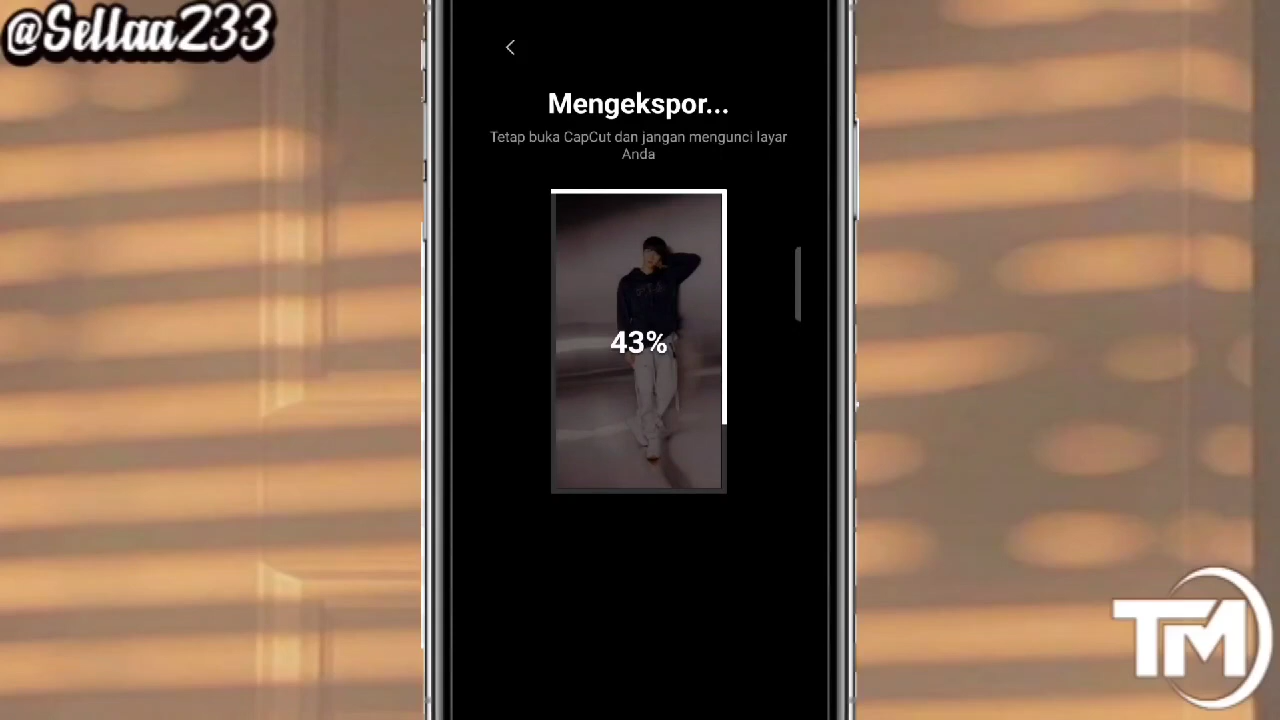 @Sellaa233
Mengekspor...
Tetap buka CapCut dan jangan mengunci layar
Anda
43%
TM